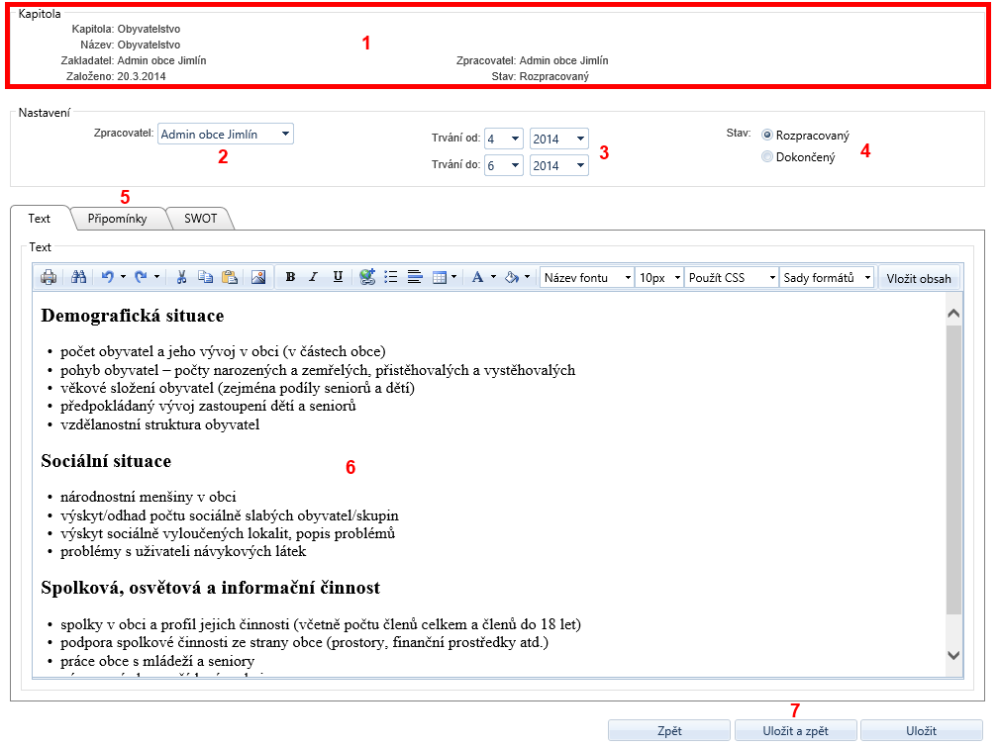 Kapitola
Kapitola: Obyvatelstvo
Název: Obyvatelstvo
1
Zakladatel: Admin obce Jimlín Zpracovatel: Admin obce Jimlín
Založeno: 20.3.2014 Stav: Rozpracovaný
Nastavení
Zpracovatel: Admin obce Jimlín
2
Trvání od: 4 2014
3
Trvání do: 6 2014
Stav: Rozpracovaný
4
Dokončený
5
Text Připomínky SWOT
Text
B I U A Název fontu 10px Použít CSS Sady formátů Vložit obsah
Demografická situace
• počet obyvatel a jeho vývoj v obci (v částech obce)
• pohyb obyvatel – počty narozených a zemřelých, přistěhovalých a vystěhovalých
• věkové složení obyvatel (zejména podíly seniorů a dětí)
• předpokládaný vývoj zastoupení dětí a seniorů
• vzdělanostní struktura obyvatel
Sociální situace
6
• národnostní menšiny v obci
• výskyt/odhad počtu sociálně slabých obyvatel/skupin
• výskyt sociálně vyloučených lokalit, popis problémů
• problémy s uživateli návykových látek
Spolková, osvětová a informační činnost
• spolky v obci a profil jejich činnosti (včetně počtu členů celkem a členů do 18 let)
• podpora spolkové činnosti ze strany obce (prostory, finanční prostředky atd.)
• práce obce s mládeží a seniory
7
Zpět Uložit a zpět Uložit